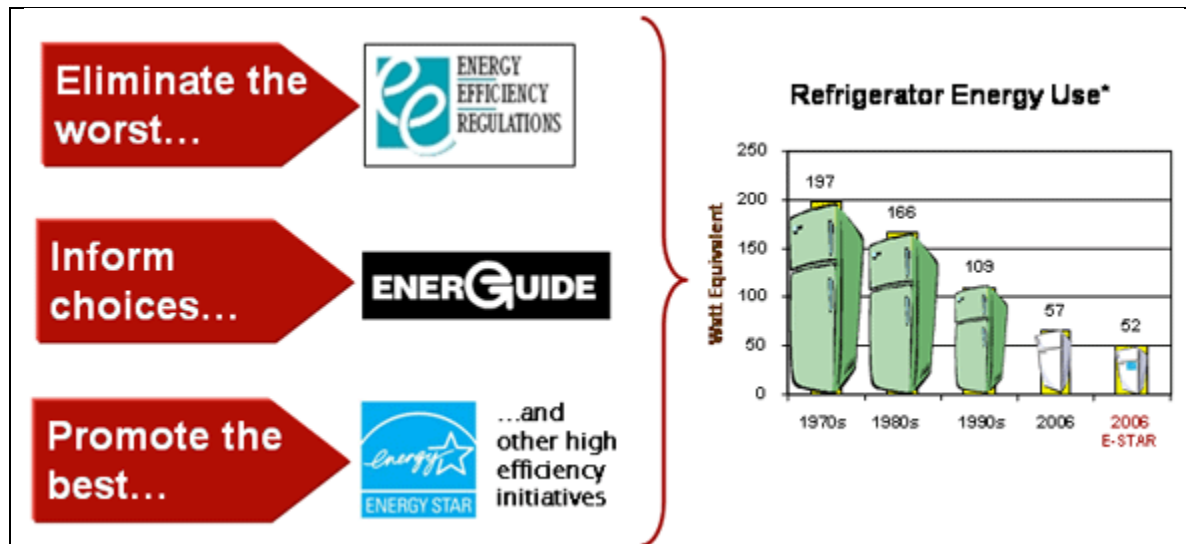 Eliminate the
worst...
ENERGY
EFFICIENCY
REGULATIONS
Inform
choices...
ENERGUIDE
Promote the
best...
energy
ENERGY STAR
...and
other high
efficiency
initiatives
Refrigerator Energy Use*
Watt Equivalent
250
200
150
100
50
0
197
166
109
57
52
1970s
1980s
1990s
2006
2006
E-STAR